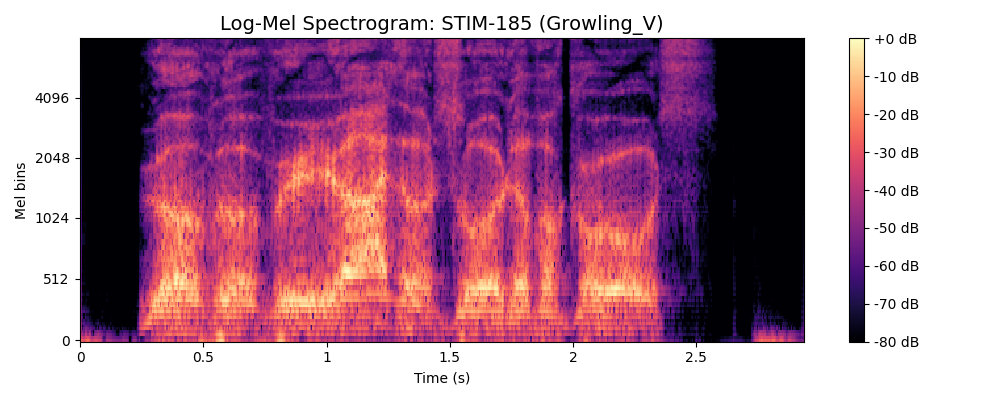 Log-Mel Spectrogram: STIM-185 (Growling_V)
+0 dB
-10 dB
-20 dB
-30 dB
-40 dB
-50 dB
-60 dB
-70 dB
-80 dB
Mel bins
4096
2048
1024
512
0
0
0.5
1
1.5
2
2.5
Time (s)